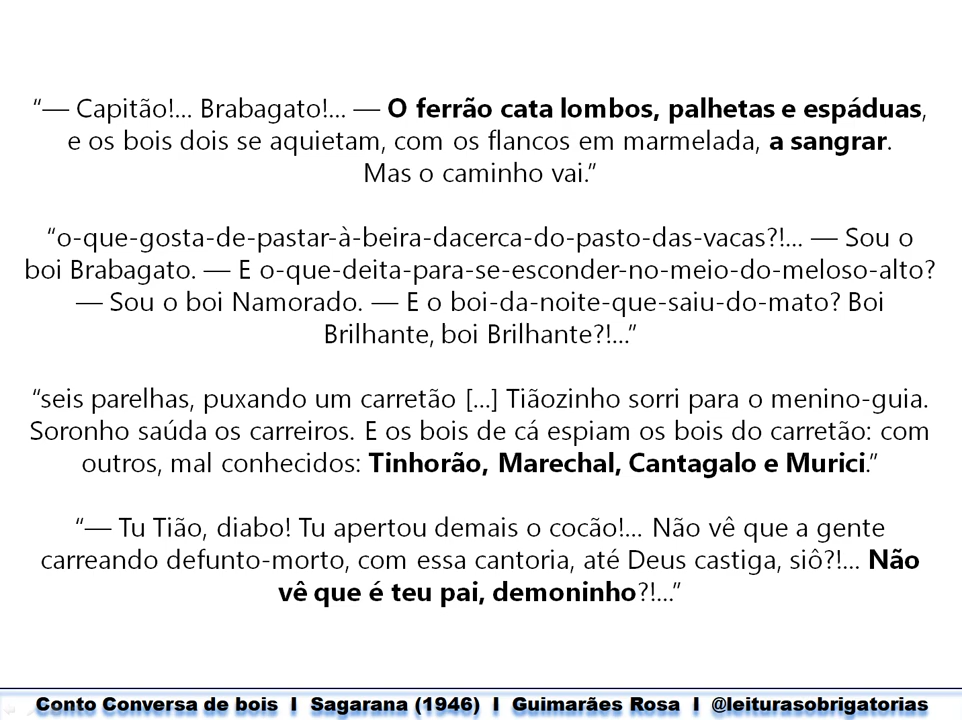 “— Capitão!... Brabagato!... — O ferrão cata lombos, palhetas e espáduas,
e os bois dois se aquietam, com os flancos em marmelada, a sangrar.
Mas o caminho vai.”
“o-que-gosta-de-pastar-à-beira-dacerca-do-pasto-das-vacas?!... — Sou o
boi Brabagato. — E o-que-deita-para-se-esconder-no-meio-do-meloso-alto?
— Sou o boi Namorado. — E o boi-da-noite-que-saiu-do-mato? Boi
Brilhante, boi Brilhante?!...”
“seis parelhas, puxando um carretão [...] Tiãozinho sorri para o menino-guia.
Soronho saúda os carreiros. E os bois de cá espiam os bois do carretão: com
outros, mal conhecidos: Tinhorão, Marechal, Cantagalo e Murici.”
“— Tu Tião, diabo! Tu apertou demais o cocão!... Não vê que a gente
carreando defunto-morto, com essa cantoria, até Deus castiga, siô?!... Não
vê que é teu pai, demoninho?!...”
Conto Conversa de bois I Sagarana (1946) I Guimarães Rosa I @leiturasobrigatorias